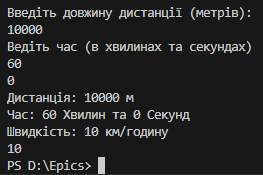 Введіть довжину дистанції (метрів):
10000
Ведіть час (в хвилинах та секундах)
60
0
Дистанція: 10000 м
Час: 60 Хвилин та 0 Секунд
Швидкість: 10 км/годину
10
PS D:\Epics>